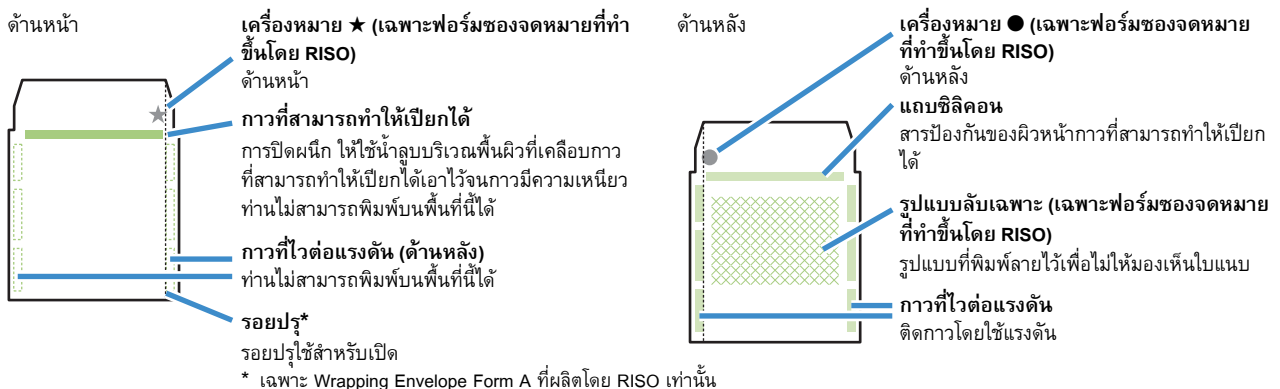 ด้านหน้า
เครื่องหมาย ★ (เฉพาะฟอร์มซองจดหมายที่ทำ
ขึ้นโดย RISO)
ด้านหน้า
กาวที่สามารถทำให้เปียกได้
การปิดผนึก ให้ใช้น้ำลูบบริเวณพื้นผิวที่เคลือบกาว
ที่สามารถทำให้เปียกได้เอาไว้จนกาวมีความเหนียว
ท่านไม่สามารถพิมพ์บนพื้นที่นี้ได้
กาวที่ไวต่อแรงดัน (ด้านหลัง)
ท่านไม่สามารถพิมพ์บนพื้นที่นี้ได้
รอยปรุ*
รอยปรุใช้สำหรับเปิด
* เฉพาะ Wrapping Envelope Form A ที่ผลิตโดย RISO เท่านั้น
ด้านหลัง
เครื่องหมาย ● (เฉพาะฟอร์มซองจดหมาย
ที่ทำขึ้นโดย RISO)
ด้านหลัง
แถบซิลิคอน
สารป้องกันของผิวหน้ากาวที่สามารถทำให้เปียก
ได้
รูปแบบลับเฉพาะ (เฉพาะฟอร์มซองจดหมาย
ที่ทำขึ้นโดย RISO)
รูปแบบที่พิมพ์ลายไว้เพื่อไม่ให้มองเห็นใบแนบ
กาวที่ไวต่อแรงดัน
ติดกาวโดยใช้แรงดัน